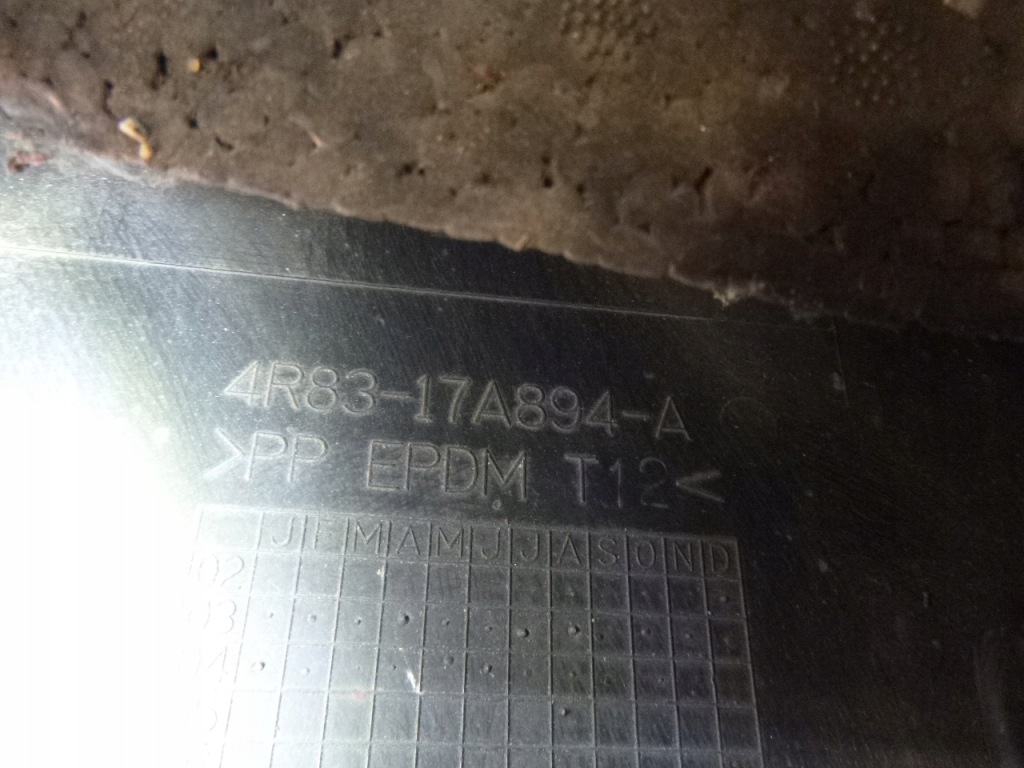 4R83-17A894-A
>PP EPDM T12<
J F M A M J J A S O N D
02
03
04